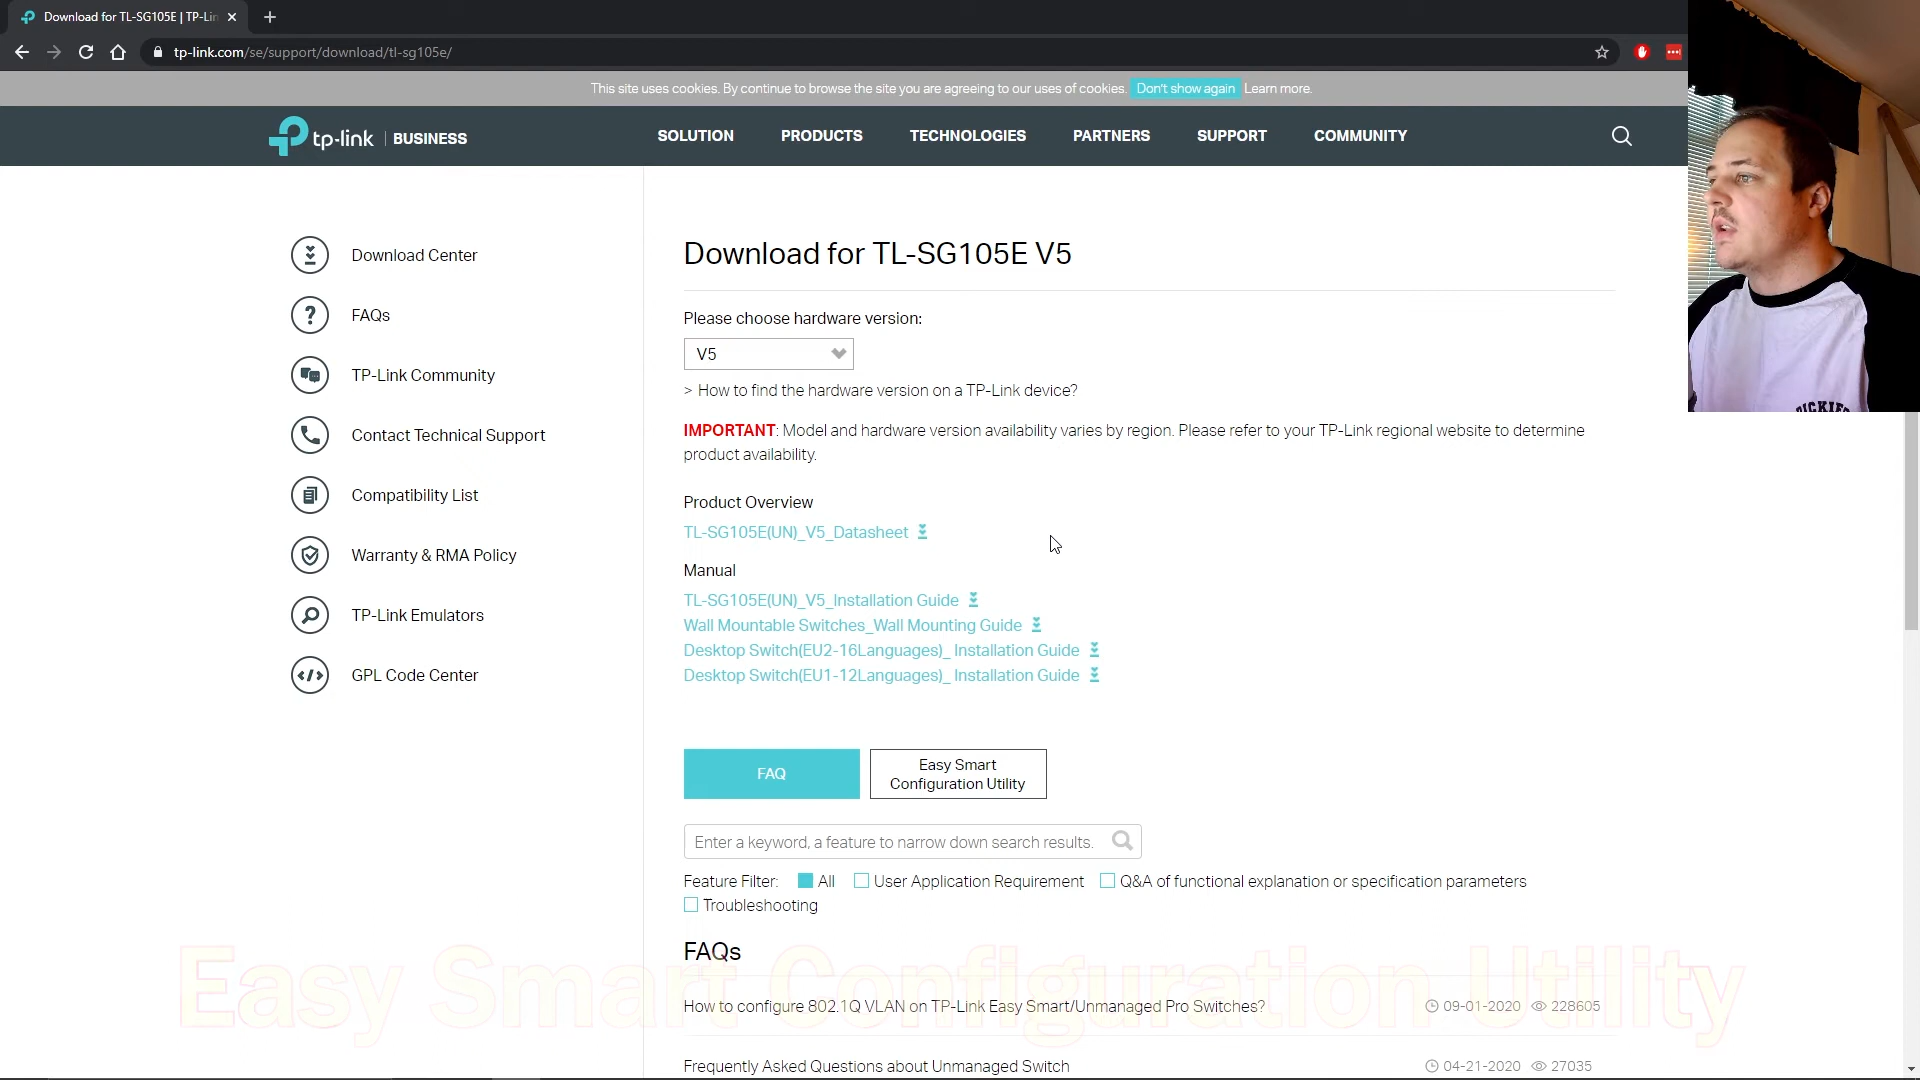 Download for TL-SG105E | TP-Lin
tp-link.com/se/support/download/tl-sg105e/
This site uses cookies. By continue to browse the site you are agreeing to our uses of cookies. Don't show again Learn more.
tp-link | BUSINESS
SOLUTION PRODUCTS TECHNOLOGIES PARTNERS SUPPORT COMMUNITY
Download Center
FAQs
TP-Link Community
Contact Technical Support
Compatibility List
Warranty & RMA Policy
TP-Link Emulators
GPL Code Center
Download for TL-SG105E V5
Please choose hardware version:
V5
> How to find the hardware version on a TP-Link device?
IMPORTANT: Model and hardware version availability varies by region. Please refer to your TP-Link regional website to determine
product availability.
Product Overview
TL-SG105E(UN)_V5_Datasheet
Manual
TL-SG105E(UN)_V5_Installation Guide
Wall Mountable Switches_Wall Mounting Guide
Desktop Switch(EU2-16Languages)_ Installation Guide
Desktop Switch(EU1-12Languages)_ Installation Guide
FAQ
Easy Smart
Configuration Utility
Enter a keyword, a feature to narrow down search results.
Feature Filter: All User Application Requirement Q&A of functional explanation or specification parameters
Troubleshooting
FAQs
How to configure 802.1Q VLAN on TP-Link Easy Smart/Unmanaged Pro Switches? 09-01-2020 228605
Frequently Asked Questions about Unmanaged Switch 04-21-2020 27035
Easy Smart Configuration Utility
DICKIES